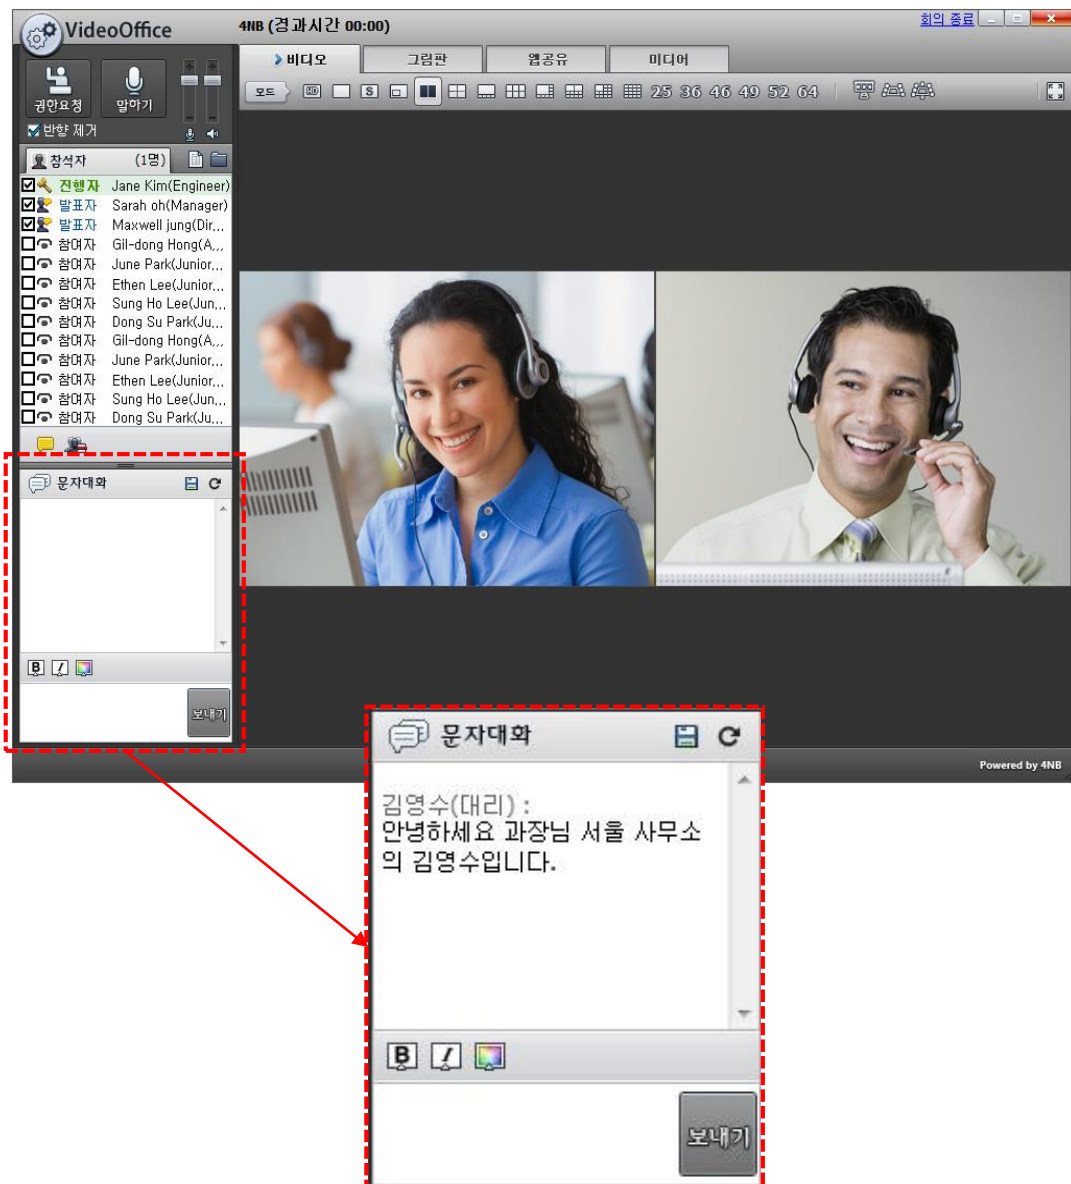 VideoOffice
4NB (경과시간 00:00)
회의 종료
비디오
그림판
앱공유
미디어
권한요청
말하기
모드
HD
S
25 36 46 49 52 64
반향 제거
참석자 (1명)
진행자 Jane Kim(Engineer)
발표자 Sarah oh(Manager)
발표자 Maxwell jung(Dir...
참여자 Gil-dong Hong(A...
참여자 June Park(Junior...
참여자 Ethen Lee(Junior...
참여자 Sung Ho Lee(Jun...
참여자 Dong Su Park(Ju...
참여자 Gil-dong Hong(A...
참여자 June Park(Junior...
참여자 Ethen Lee(Junior...
참여자 Sung Ho Lee(Jun...
참여자 Dong Su Park(Ju...
문자대화
B I
보내기
Powered by 4NB
문자대화
김영수(대리) :
안녕하세요 과장님 서울 사무소
의 김영수입니다.
B I
보내기